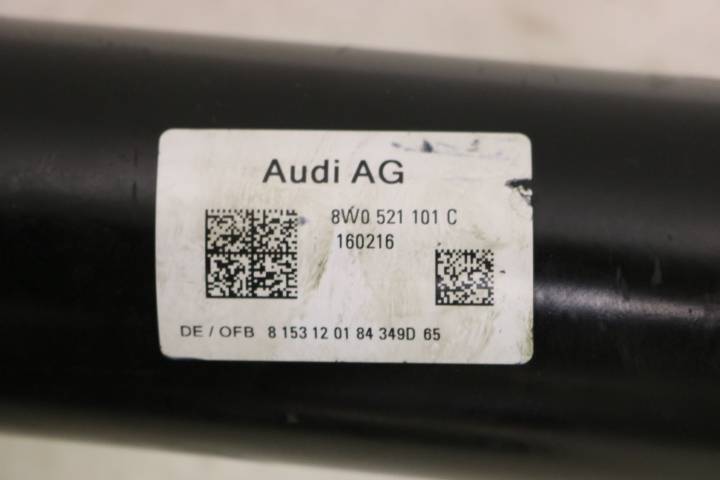 Audi AG
8W0 521 101 C
160216
DE / OFB 8 153 12 01 84 349D 65